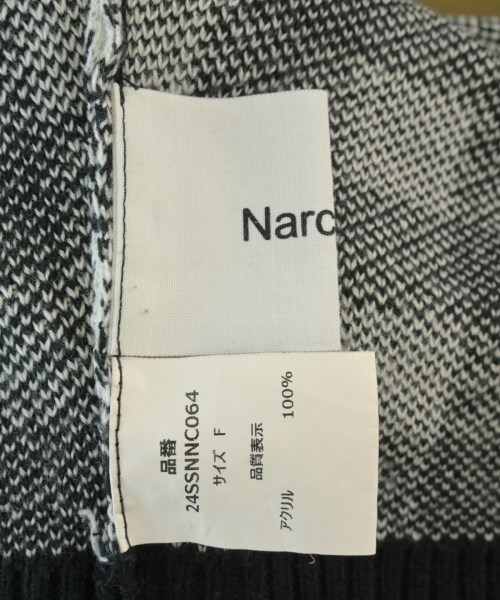 Narc
品番
24SSNNC064
サイズ F
品質表示
アクリル 100%